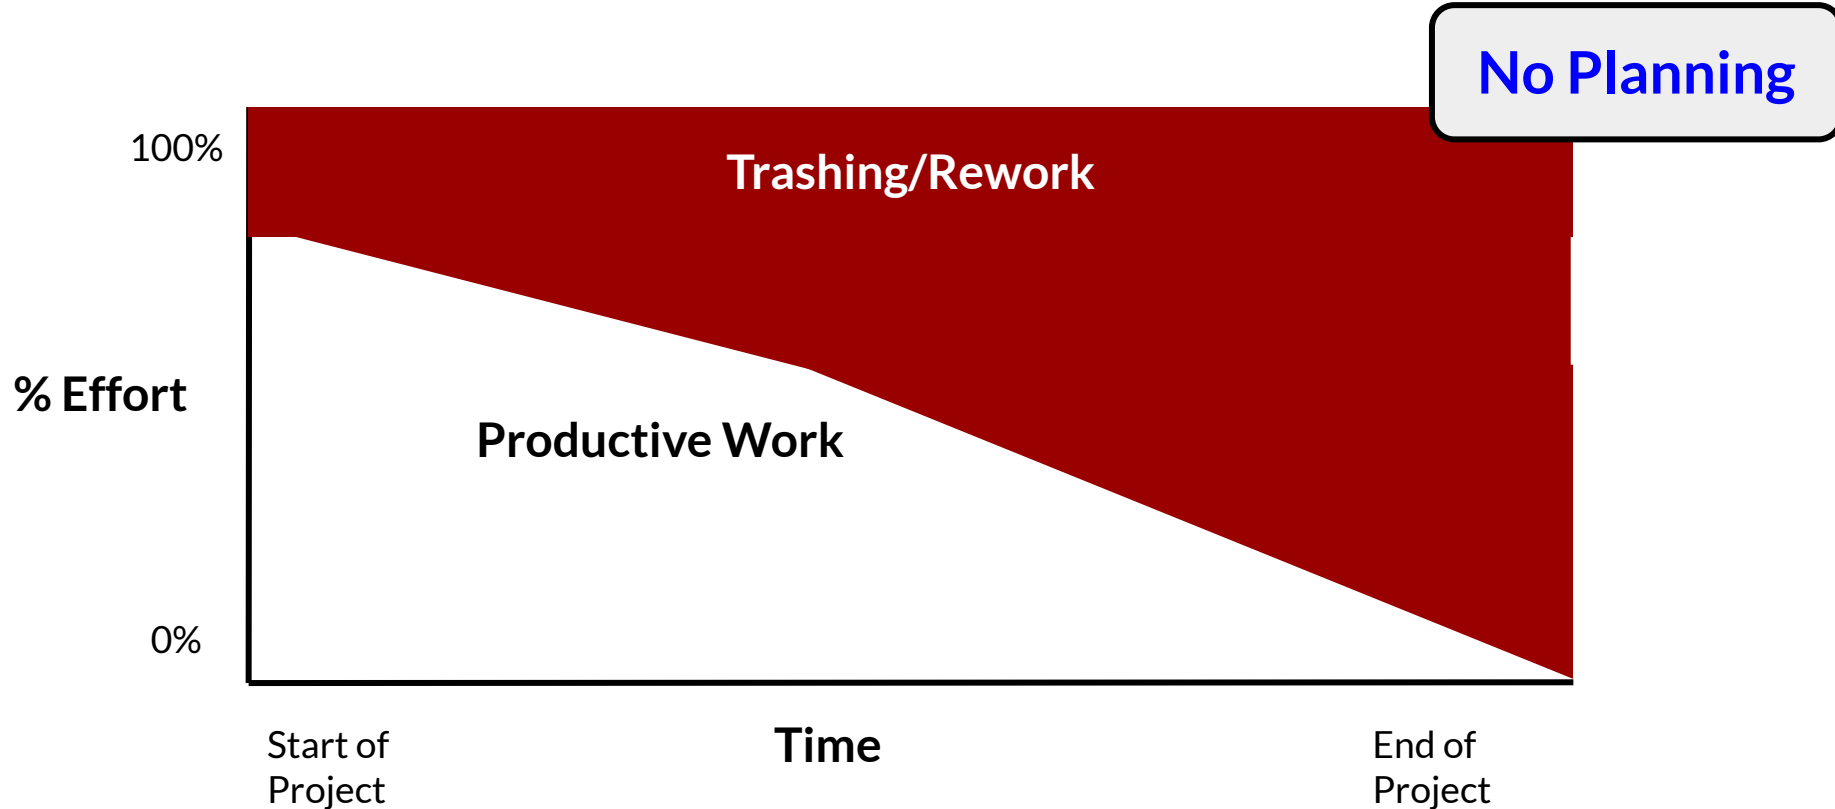 No Planning
100%
Trashing/Rework
% Effort
Productive Work
0%
Start of
Project
Time
End of
Project